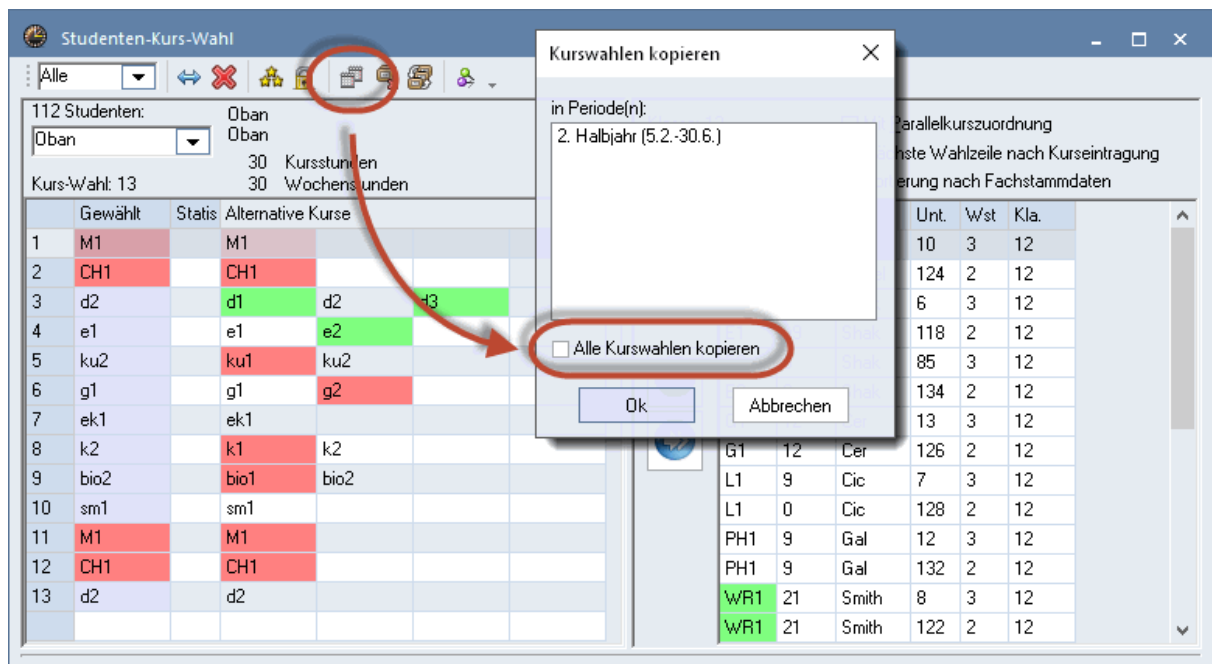 Studenten-Kurs-Wahl
Alle
112 Studenten:
Oban
Oban
Oban
30 Kursstunden
Kurs-Wahl: 13
30 Wochenstunden
Gewählt Statis Alternative Kurse
1 M1 M1
2 CH1 CH1
3 d2 d1 d2 d3
4 e1 e1 e2
5 ku2 ku1 ku2
6 g1 g1 g2
7 ek1 ek1
8 k2 k1 k2
9 bio2 bio1 bio2
10 sm1 sm1
11 M1 M1
12 CH1 CH1
13 d2 d2
Kurswahlen kopieren
in Periode(n):
2. Halbjahr (5.2.-30.6.)
Alle Kurswahlen kopieren
Ok Abbrechen
Parallelkurszuordnung
Wahlzeile nach Kurseintragung
nach Fachstammdaten
Unt. Wst Kla.
10 3 12
124 2 12
6 3 12
118 2 12
85 3 12
134 2 12
13 3 12
G1 12 Cer 126 2 12
L1 9 Cic 7 3 12
L1 0 Cic 128 2 12
PH1 9 Gal 12 3 12
PH1 9 Gal 132 2 12
WR1 21 Smith 8 3 12
WR1 21 Smith 122 2 12